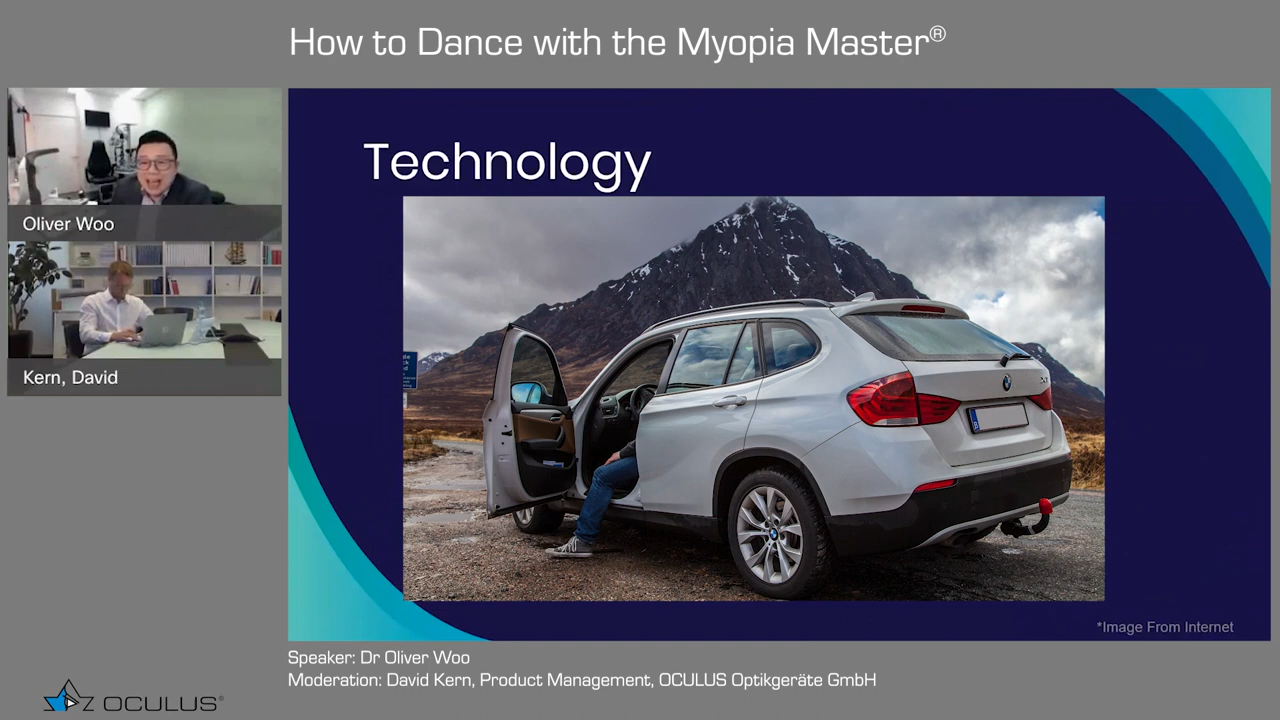 How to Dance with the Myopia Master®
Oliver Woo
Kern, David
Technology
*Image From Internet
Speaker: Dr Oliver Woo
Moderation: David Kern, Product Management, OCULUS Optikgeräte GmbH
OCULUS®